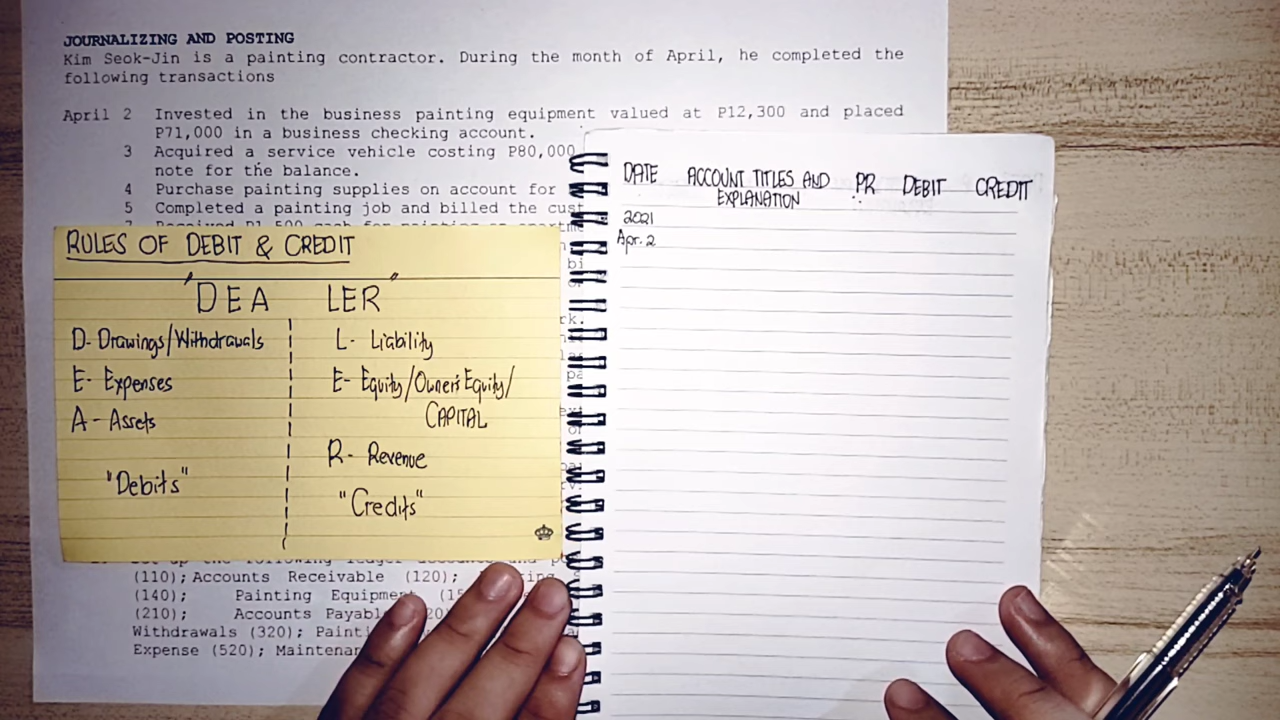 JOURNALIZING AND POSTING
Kim Seok-Jin is a painting contractor. During the month of April, he completed the
following transactions
April 2 Invested in the business painting equipment valued at P12,300 and placed
P71,000 in a business checking account.
3 Acquired a service vehicle costing P80,000
note for the balance.
4 Purchase painting supplies on account for
5 Completed a painting job and billed the cust
RULES OF DEBIT & CREDIT
"DEA LER"
D- Drawings/Withdrawals
E- Expenses
A- Assets
"Debits"
L- Liability
E- Equity/Owner's Equity/
CAPITAL
R- Revenue
"Credits"
(110); Accounts Receivable (120);
(140); Painting Equipment
(210); Accounts
Withdrawals (320);
Expense (520);
DATE ACCOUNT TITLES AND EXPLANATION PR DEBIT CREDIT
2021
Apr. 2